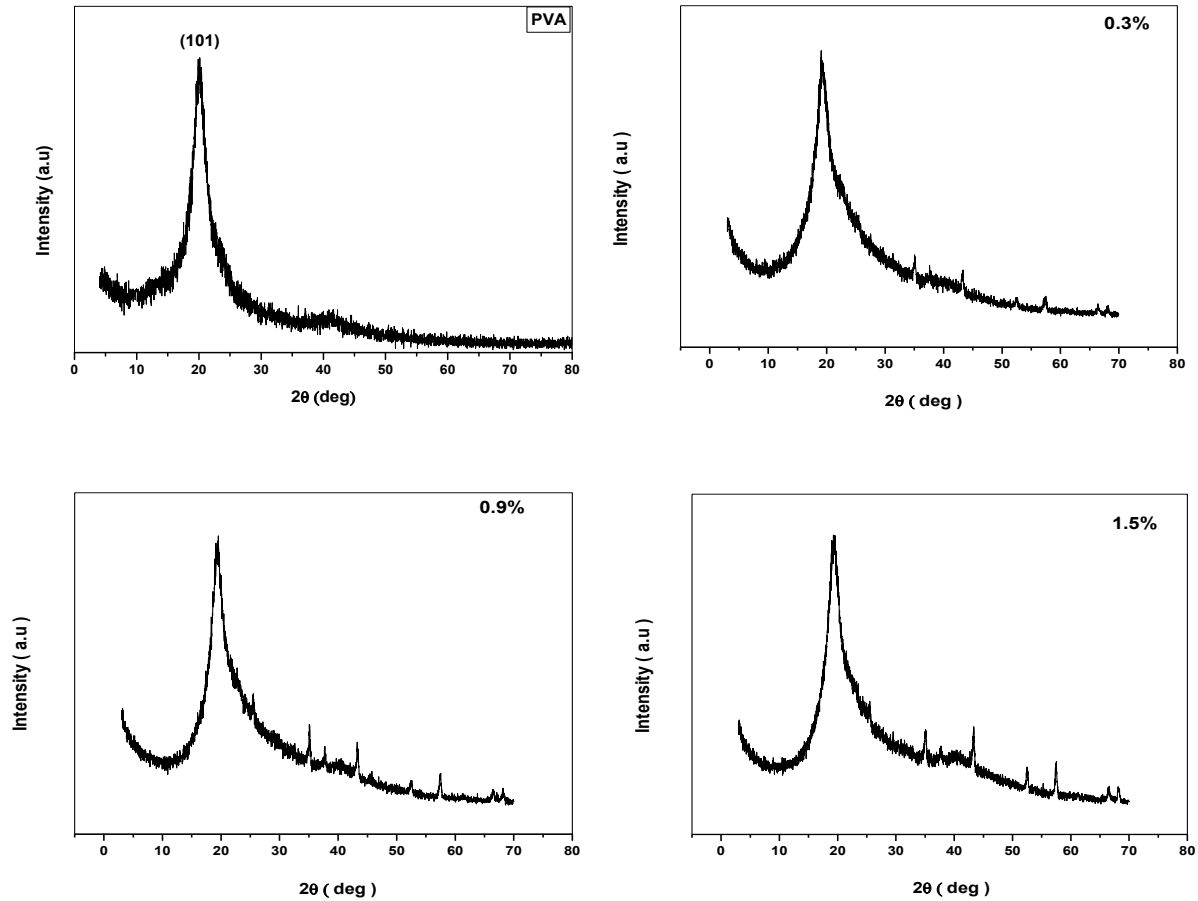 PVA
(101)
Intensity (a.u)
0 10 20 30 40 50 60 70 80
2θ (deg)
0.3%
Intensity ( a.u )
0 10 20 30 40 50 60 70 80
2θ ( deg )
0.9%
Intensity ( a.u )
0 10 20 30 40 50 60 70 80
2θ ( deg )
1.5%
Intensity ( a.u )
0 10 20 30 40 50 60 70 80
2θ ( deg )